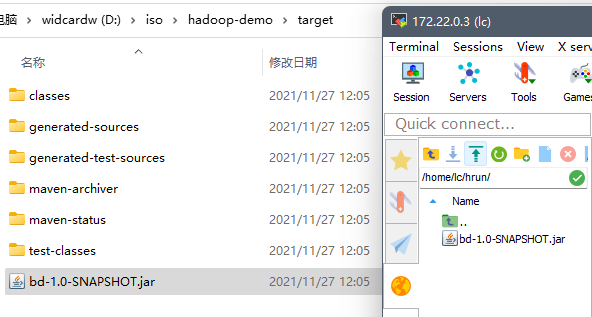 电脑 > widcardw (D:) > iso > hadoop-demo > target
名称 修改日期
classes 2021/11/27 12:05
generated-sources 2021/11/27 12:05
generated-test-sources 2021/11/27 12:05
maven-archiver 2021/11/27 12:05
maven-status 2021/11/27 12:05
test-classes 2021/11/27 12:05
bd-1.0-SNAPSHOT.jar 2021/11/27 12:05
172.22.0.3 (lc)
Terminal Sessions View X serv
Session Servers Tools Games
Quick connect...
/home/lc/hrun/
Name
..
bd-1.0-SNAPSHOT.jar